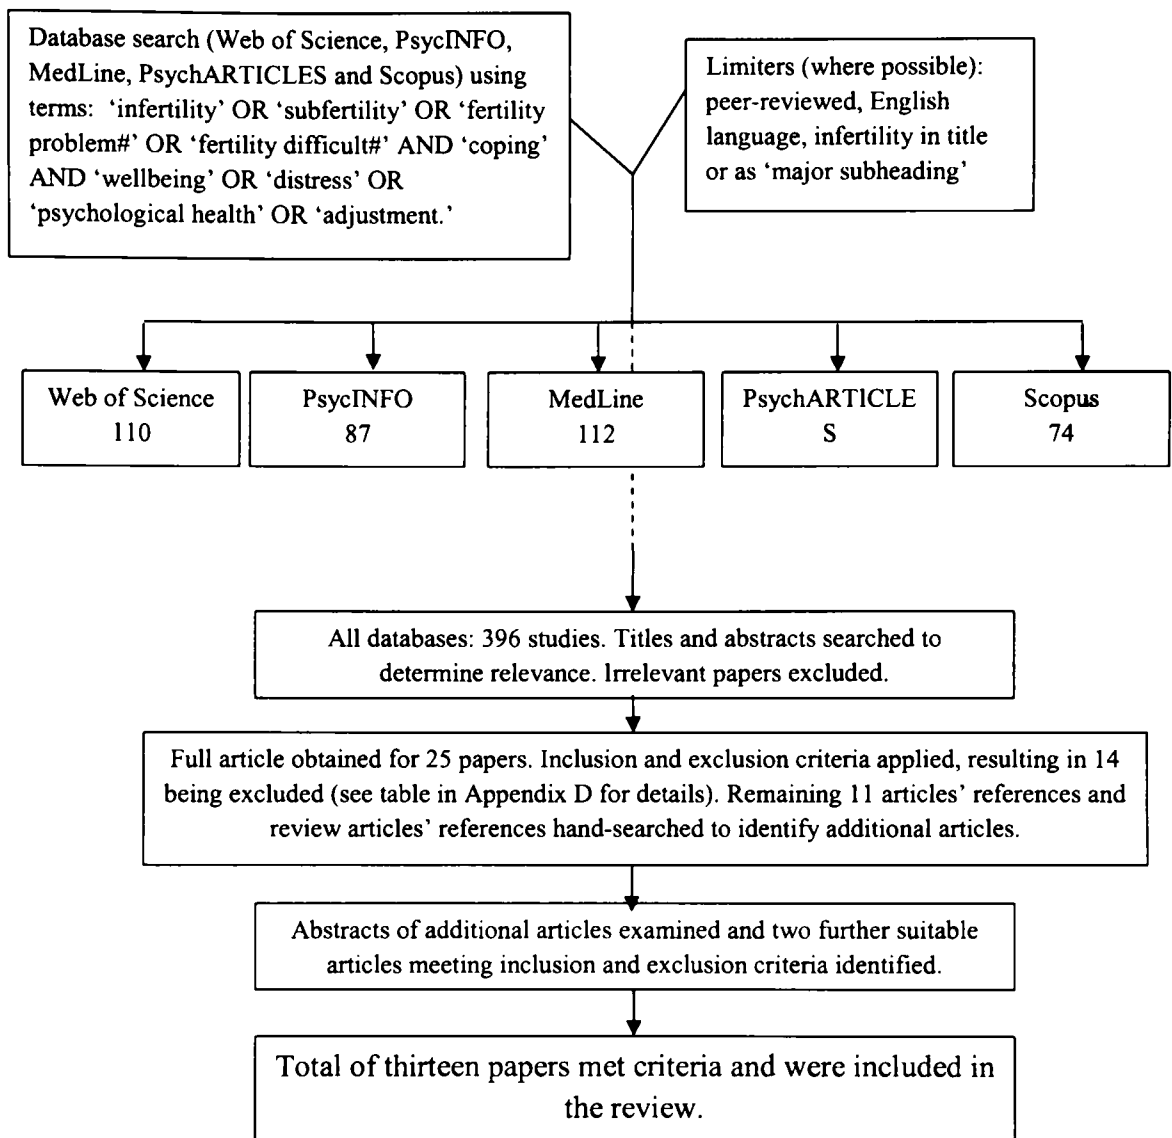 Database search (Web of Science, PsycINFO,
MedLine, PsychARTICLES and Scopus) using
terms: 'infertility' OR 'subfertility' OR 'fertility
problem#' OR 'fertility difficult#' AND 'coping'
AND 'wellbeing' OR 'distress' OR
'psychological health' OR 'adjustment.'
Limiters (where possible):
peer-reviewed, English
language, infertility in title
or as 'major subheading'
Web of Science
110
PsycINFO
87
MedLine
112
PsychARTICLE
S
Scopus
74
All databases: 396 studies. Titles and abstracts searched to
determine relevance. Irrelevant papers excluded.
Full article obtained for 25 papers. Inclusion and exclusion criteria applied, resulting in 14
being excluded (see table in Appendix D for details). Remaining 11 articles' references and
review articles' references hand-searched to identify additional articles.
Abstracts of additional articles examined and two further suitable
articles meeting inclusion and exclusion criteria identified.
Total of thirteen papers met criteria and were included in
the review.